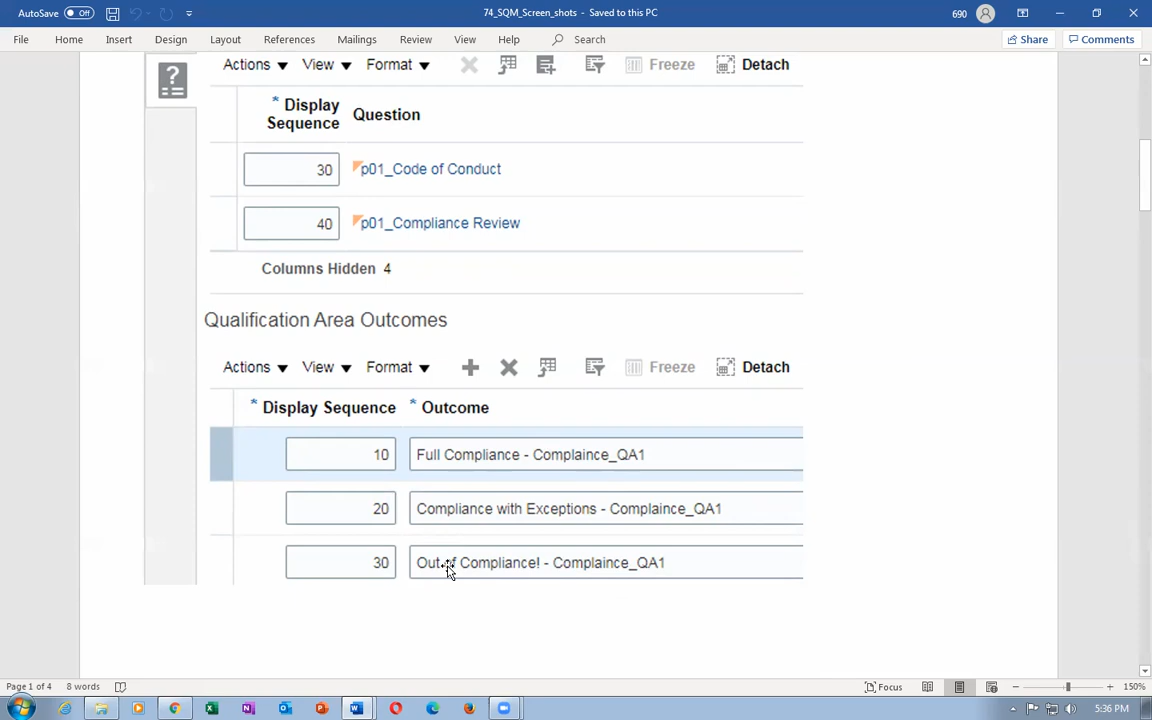 AutoSave Off 74_SQM_Screen_shots - Saved to this PC 690
File Home Insert Design Layout References Mailings Review View Help Search Share Comments
Actions View Format Freeze Detach
* Display Sequence Question
30 p01_Code of Conduct
40 p01_Compliance Review
Columns Hidden 4
Qualification Area Outcomes
Actions View Format Freeze Detach
* Display Sequence * Outcome
10 Full Compliance - Complaince_QA1
20 Compliance with Exceptions - Complaince_QA1
30 Out of Compliance! - Complaince_QA1
Page 1 of 4 8 words Focus 150%
5:36 PM